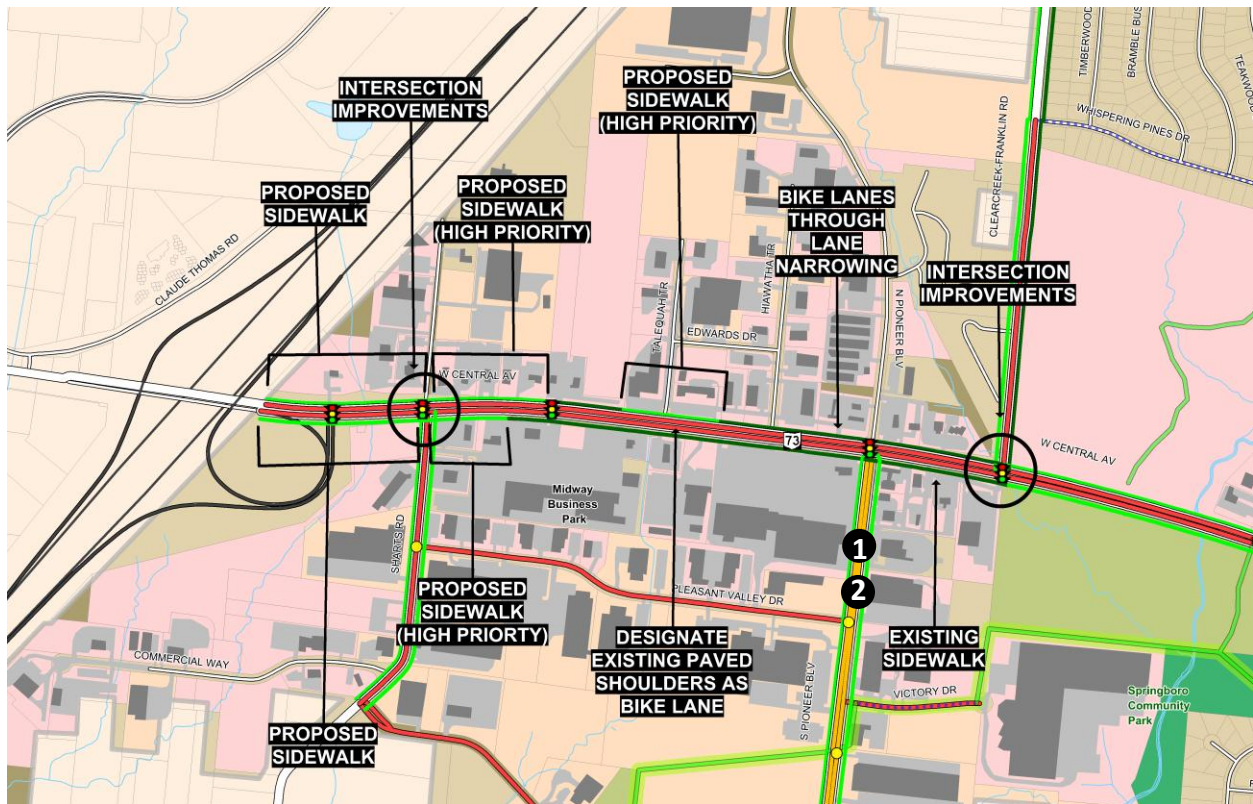 TIMBERWOOD
BRAMBLE BUS
TEAKWOO
WHISPERING PINES DR
CLEARCREEK-FRANKLIN RD
INTERSECTION
IMPROVEMENTS
PROPOSED
SIDEWALK
(HIGH PRIORITY)
PROPOSED
SIDEWALK
PROPOSED
SIDEWALK
(HIGH PRIORITY)
BIKE LANES
THROUGH
LANE
NARROWING
INTERSECTION
IMPROVEMENTS
CLAUDE THOMAS RD
TALEQUAH TR
HIAWATHA TR
EDWARDS DR
N PIONEER BLV
W CENTRAL AV
73
W CENTRAL AV
Midway
Business
Park
SHARTS RD
1
2
PLEASANT VALLEY DR
PROPOSED
SIDEWALK
(HIGH PRIORTY)
DESIGNATE
EXISTING PAVED
SHOULDERS AS
BIKE LANE
EXISTING
SIDEWALK
COMMERCIAL WAY
S PIONEER BLV
VICTORY DR
Springboro
Community
Park
PROPOSED
SIDEWALK